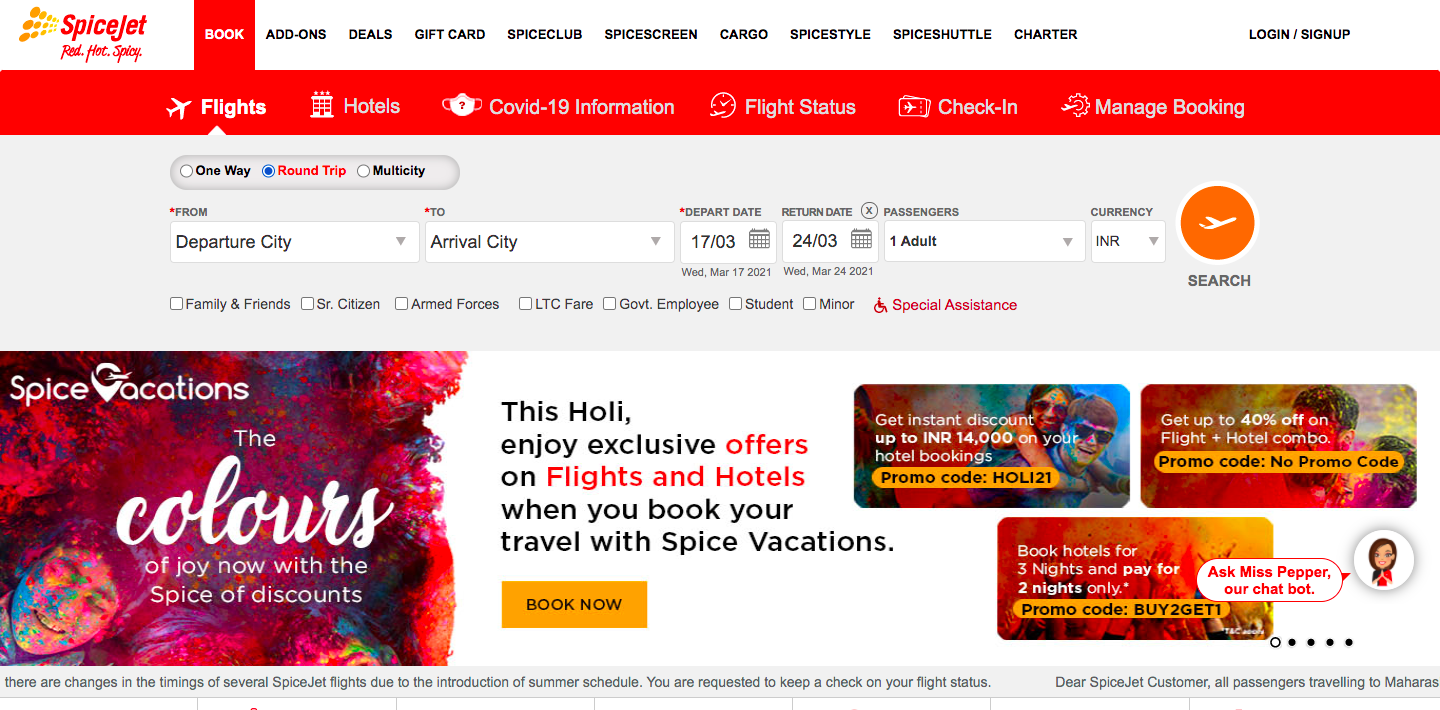 SpiceJet
Red. Hot. Spicy.
BOOK ADD-ONS DEALS GIFT CARD SPICECLUB SPICESCREEN CARGO SPICESTYLE SPICESHUTTLE CHARTER LOGIN / SIGNUP
Flights Hotels ? Covid-19 Information Flight Status Check-In Manage Booking
One Way Round Trip Multicity
*FROM *TO *DEPART DATE RETURN DATE X PASSENGERS CURRENCY
Departure City Arrival City 17/03 24/03 1 Adult INR
Wed, Mar 17 2021 Wed, Mar 24 2021
SEARCH
Family & Friends Sr. Citizen Armed Forces LTC Fare Govt. Employee Student Minor Special Assistance
Spice Vacations
The
colours
of joy now with the
Spice of discounts
This Holi,
enjoy exclusive offers
on Flights and Hotels
when you book your
travel with Spice Vacations.
BOOK NOW
Get instant discount
up to INR 14,000 on your
hotel bookings
Promo code: HOLI21
Get up to 40% off on
Flight + Hotel combo.
Promo code: No Promo Code
Book hotels for
3 Nights and pay for
2 nights only.*
Promo code: BUY2GET1
*T&C apply
Ask Miss Pepper,
our chat bot.
there are changes in the timings of several SpiceJet flights due to the introduction of summer schedule. You are requested to keep a check on your flight status. Dear SpiceJet Customer, all passengers travelling to Maharas